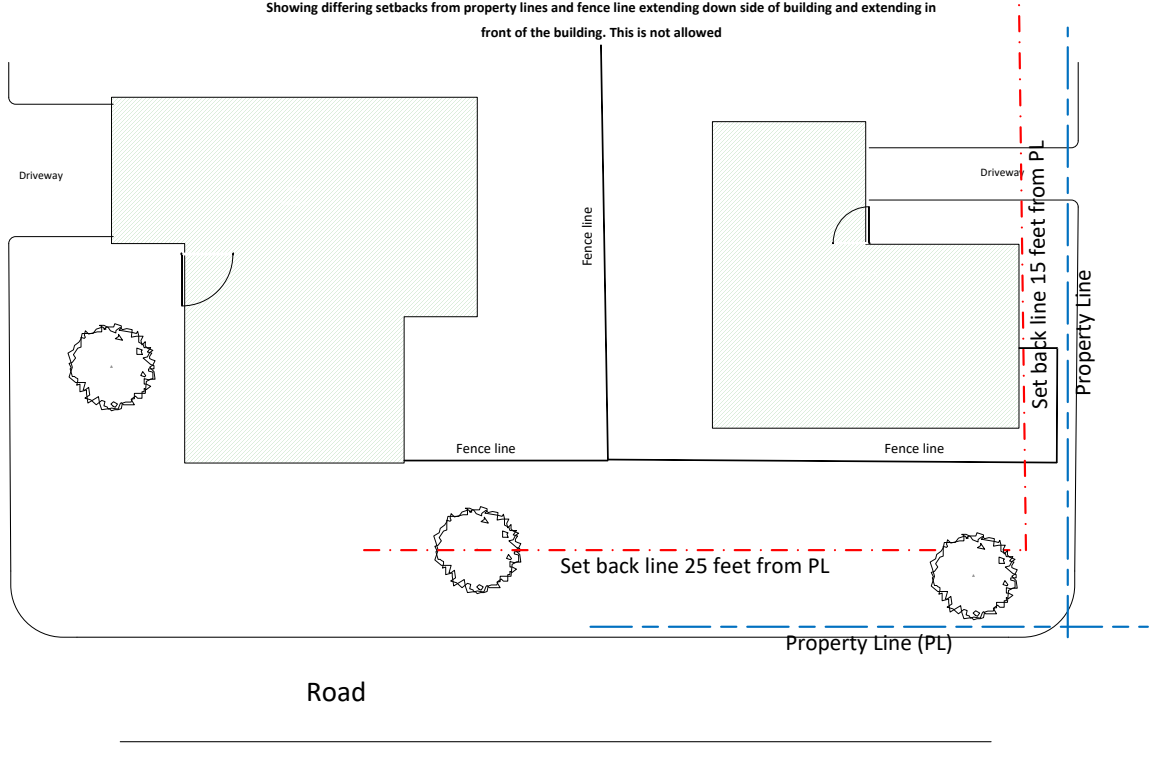 Showing differing setbacks from property lines and fence line extending down side of building and extending in
front of the building. This is not allowed
Driveway
Driveway
Fence line
Set back line 15 feet from PL
Property Line
Fence line
Fence line
Set back line 25 feet from PL
Property Line (PL)
Road